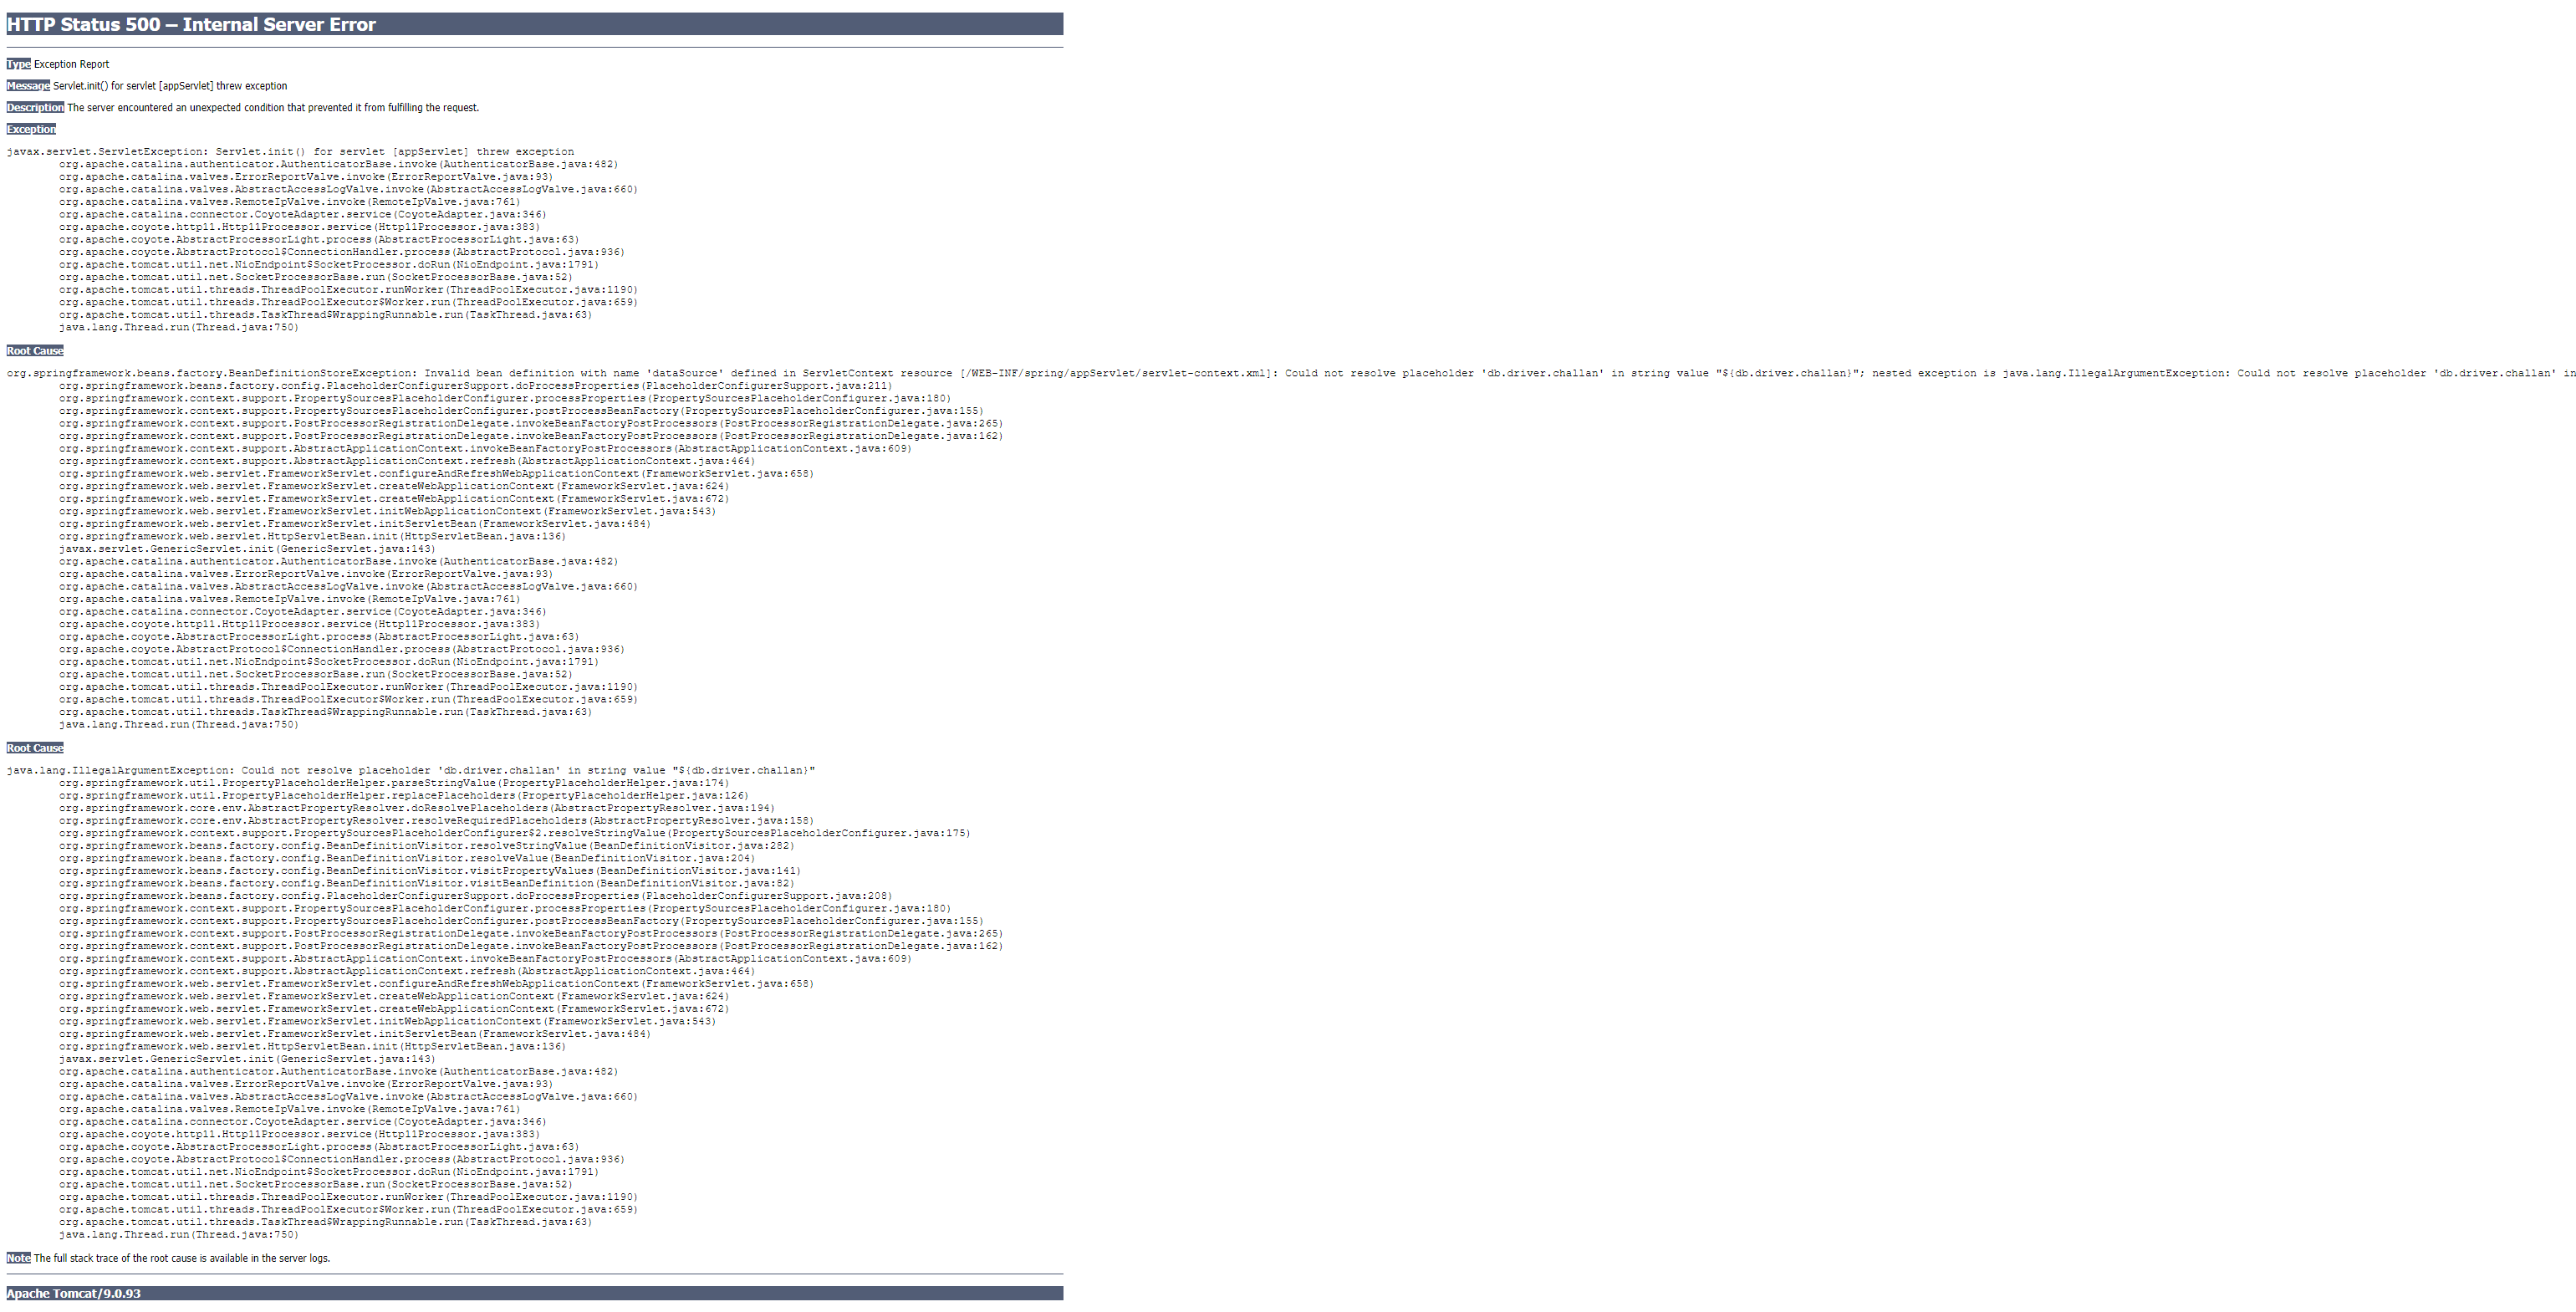 HTTP Status 500 – Internal Server Error
Type Exception Report
Message Servlet.init() for servlet [appServlet] threw exception
Description The server encountered an unexpected condition that prevented it from fulfilling the request.
Exception
javax.servlet.ServletException: Servlet.init() for servlet [appServlet] threw exception
org.apache.catalina.authenticator.AuthenticatorBase.invoke(AuthenticatorBase.java:482)
org.apache.catalina.valves.ErrorReportValve.invoke(ErrorReportValve.java:93)
org.apache.catalina.valves.AbstractAccessLogValve.invoke(AbstractAccessLogValve.java:660)
org.apache.catalina.valves.RemoteIpValve.invoke(RemoteIpValve.java:761)
org.apache.catalina.connector.CoyoteAdapter.service(CoyoteAdapter.java:346)
org.apache.coyote.http11.Http11Processor.service(Http11Processor.java:383)
org.apache.coyote.AbstractProcessorLight.process(AbstractProcessorLight.java:63)
org.apache.coyote.AbstractProtocol$ConnectionHandler.process(AbstractProtocol.java:936)
org.apache.tomcat.util.net.NioEndpoint$SocketProcessor.doRun(NioEndpoint.java:1791)
org.apache.tomcat.util.net.SocketProcessorBase.run(SocketProcessorBase.java:52)
org.apache.tomcat.util.threads.ThreadPoolExecutor.runWorker(ThreadPoolExecutor.java:1190)
org.apache.tomcat.util.threads.ThreadPoolExecutor$Worker.run(ThreadPoolExecutor.java:659)
org.apache.tomcat.util.threads.TaskThread$WrappingRunnable.run(TaskThread.java:63)
java.lang.Thread.run(Thread.java:750)
Root Cause
org.springframework.beans.factory.BeanDefinitionStoreException: Invalid bean definition with name 'dataSource' defined in ServletContext resource [/WEB-INF/spring/appServlet/servlet-context.xml]: Could not resolve placeholder 'db.driver.challan' in string value "${db.driver.challan}"; nested exception is java.lang.IllegalArgumentException: Could not resolve placeholder 'db.driver.challan' in
org.springframework.beans.factory.config.PlaceholderConfigurerSupport.doProcessProperties(PlaceholderConfigurerSupport.java:211)
org.springframework.context.support.PropertySourcesPlaceholderConfigurer.processProperties(PropertySourcesPlaceholderConfigurer.java:180)
org.springframework.context.support.PropertySourcesPlaceholderConfigurer.postProcessBeanFactory(PropertySourcesPlaceholderConfigurer.java:155)
org.springframework.context.support.PostProcessorRegistrationDelegate.invokeBeanFactoryPostProcessors(PostProcessorRegistrationDelegate.java:265)
org.springframework.context.support.PostProcessorRegistrationDelegate.invokeBeanFactoryPostProcessors(PostProcessorRegistrationDelegate.java:162)
org.springframework.context.support.AbstractApplicationContext.invokeBeanFactoryPostProcessors(AbstractApplicationContext.java:609)
org.springframework.context.support.AbstractApplicationContext.refresh(AbstractApplicationContext.java:464)
org.springframework.web.servlet.FrameworkServlet.configureAndRefreshWebApplicationContext(FrameworkServlet.java:658)
org.springframework.web.servlet.FrameworkServlet.createWebApplicationContext(FrameworkServlet.java:624)
org.springframework.web.servlet.FrameworkServlet.createWebApplicationContext(FrameworkServlet.java:672)
org.springframework.web.servlet.FrameworkServlet.initWebApplicationContext(FrameworkServlet.java:543)
org.springframework.web.servlet.FrameworkServlet.initServletBean(FrameworkServlet.java:484)
org.springframework.web.servlet.HttpServletBean.init(HttpServletBean.java:136)
javax.servlet.GenericServlet.init(GenericServlet.java:143)
org.apache.catalina.authenticator.AuthenticatorBase.invoke(AuthenticatorBase.java:482)
org.apache.catalina.valves.ErrorReportValve.invoke(ErrorReportValve.java:93)
org.apache.catalina.valves.AbstractAccessLogValve.invoke(AbstractAccessLogValve.java:660)
org.apache.catalina.valves.RemoteIpValve.invoke(RemoteIpValve.java:761)
org.apache.catalina.connector.CoyoteAdapter.service(CoyoteAdapter.java:346)
org.apache.coyote.http11.Http11Processor.service(Http11Processor.java:383)
org.apache.coyote.AbstractProcessorLight.process(AbstractProcessorLight.java:63)
org.apache.coyote.AbstractProtocol$ConnectionHandler.process(AbstractProtocol.java:936)
org.apache.tomcat.util.net.NioEndpoint$SocketProcessor.doRun(NioEndpoint.java:1791)
org.apache.tomcat.util.net.SocketProcessorBase.run(SocketProcessorBase.java:52)
org.apache.tomcat.util.threads.ThreadPoolExecutor.runWorker(ThreadPoolExecutor.java:1190)
org.apache.tomcat.util.threads.ThreadPoolExecutor$Worker.run(ThreadPoolExecutor.java:659)
org.apache.tomcat.util.threads.TaskThread$WrappingRunnable.run(TaskThread.java:63)
java.lang.Thread.run(Thread.java:750)
Root Cause
java.lang.IllegalArgumentException: Could not resolve placeholder 'db.driver.challan' in string value "${db.driver.challan}"
org.springframework.util.PropertyPlaceholderHelper.parseStringValue(PropertyPlaceholderHelper.java:174)
org.springframework.util.PropertyPlaceholderHelper.replacePlaceholders(PropertyPlaceholderHelper.java:126)
org.springframework.core.env.AbstractPropertyResolver.doResolvePlaceholders(AbstractPropertyResolver.java:194)
org.springframework.core.env.AbstractPropertyResolver.resolveRequiredPlaceholders(AbstractPropertyResolver.java:158)
org.springframework.context.support.PropertySourcesPlaceholderConfigurer$2.resolveStringValue(PropertySourcesPlaceholderConfigurer.java:175)
org.springframework.beans.factory.config.BeanDefinitionVisitor.resolveStringValue(BeanDefinitionVisitor.java:282)
org.springframework.beans.factory.config.BeanDefinitionVisitor.resolveValue(BeanDefinitionVisitor.java:204)
org.springframework.beans.factory.config.BeanDefinitionVisitor.visitPropertyValues(BeanDefinitionVisitor.java:141)
org.springframework.beans.factory.config.BeanDefinitionVisitor.visitBeanDefinition(BeanDefinitionVisitor.java:82)
org.springframework.beans.factory.config.PlaceholderConfigurerSupport.doProcessProperties(PlaceholderConfigurerSupport.java:208)
org.springframework.context.support.PropertySourcesPlaceholderConfigurer.processProperties(PropertySourcesPlaceholderConfigurer.java:180)
org.springframework.context.support.PropertySourcesPlaceholderConfigurer.postProcessBeanFactory(PropertySourcesPlaceholderConfigurer.java:155)
org.springframework.context.support.PostProcessorRegistrationDelegate.invokeBeanFactoryPostProcessors(PostProcessorRegistrationDelegate.java:265)
org.springframework.context.support.PostProcessorRegistrationDelegate.invokeBeanFactoryPostProcessors(PostProcessorRegistrationDelegate.java:162)
org.springframework.context.support.AbstractApplicationContext.invokeBeanFactoryPostProcessors(AbstractApplicationContext.java:609)
org.springframework.context.support.AbstractApplicationContext.refresh(AbstractApplicationContext.java:464)
org.springframework.web.servlet.FrameworkServlet.configureAndRefreshWebApplicationContext(FrameworkServlet.java:658)
org.springframework.web.servlet.FrameworkServlet.createWebApplicationContext(FrameworkServlet.java:624)
org.springframework.web.servlet.FrameworkServlet.createWebApplicationContext(FrameworkServlet.java:672)
org.springframework.web.servlet.FrameworkServlet.initWebApplicationContext(FrameworkServlet.java:543)
org.springframework.web.servlet.FrameworkServlet.initServletBean(FrameworkServlet.java:484)
org.springframework.web.servlet.HttpServletBean.init(HttpServletBean.java:136)
javax.servlet.GenericServlet.init(GenericServlet.java:143)
org.apache.catalina.authenticator.AuthenticatorBase.invoke(AuthenticatorBase.java:482)
org.apache.catalina.valves.ErrorReportValve.invoke(ErrorReportValve.java:93)
org.apache.catalina.valves.AbstractAccessLogValve.invoke(AbstractAccessLogValve.java:660)
org.apache.catalina.valves.RemoteIpValve.invoke(RemoteIpValve.java:761)
org.apache.catalina.connector.CoyoteAdapter.service(CoyoteAdapter.java:346)
org.apache.coyote.http11.Http11Processor.service(Http11Processor.java:383)
org.apache.coyote.AbstractProcessorLight.process(AbstractProcessorLight.java:63)
org.apache.coyote.AbstractProtocol$ConnectionHandler.process(AbstractProtocol.java:936)
org.apache.tomcat.util.net.NioEndpoint$SocketProcessor.doRun(NioEndpoint.java:1791)
org.apache.tomcat.util.net.SocketProcessorBase.run(SocketProcessorBase.java:52)
org.apache.tomcat.util.threads.ThreadPoolExecutor.runWorker(ThreadPoolExecutor.java:1190)
org.apache.tomcat.util.threads.ThreadPoolExecutor$Worker.run(ThreadPoolExecutor.java:659)
org.apache.tomcat.util.threads.TaskThread$WrappingRunnable.run(TaskThread.java:63)
java.lang.Thread.run(Thread.java:750)
Note The full stack trace of the root cause is available in the server logs.
Apache Tomcat/9.0.93